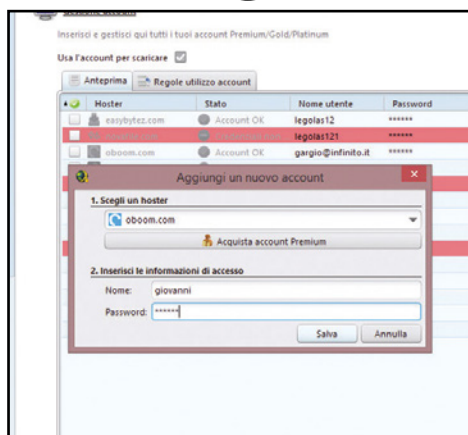 Gestione account
Inserisci e gestisci qui tutti i tuoi account Premium/Gold/Platinum
Usa l'account per scaricare
Anteprima Regole utilizzo account
Hoster Stato Nome utente Password
easybytez.com Account OK legolas12 ******
legolas121 ******
oboom.com Account OK gargio@infinito.it ******
Aggiungi un nuovo account
1. Scegli un hoster
oboom.com
Acquista account Premium
2. Inserisci le informazioni di accesso
Nome: giovanni
Password: ******
Salva Annulla